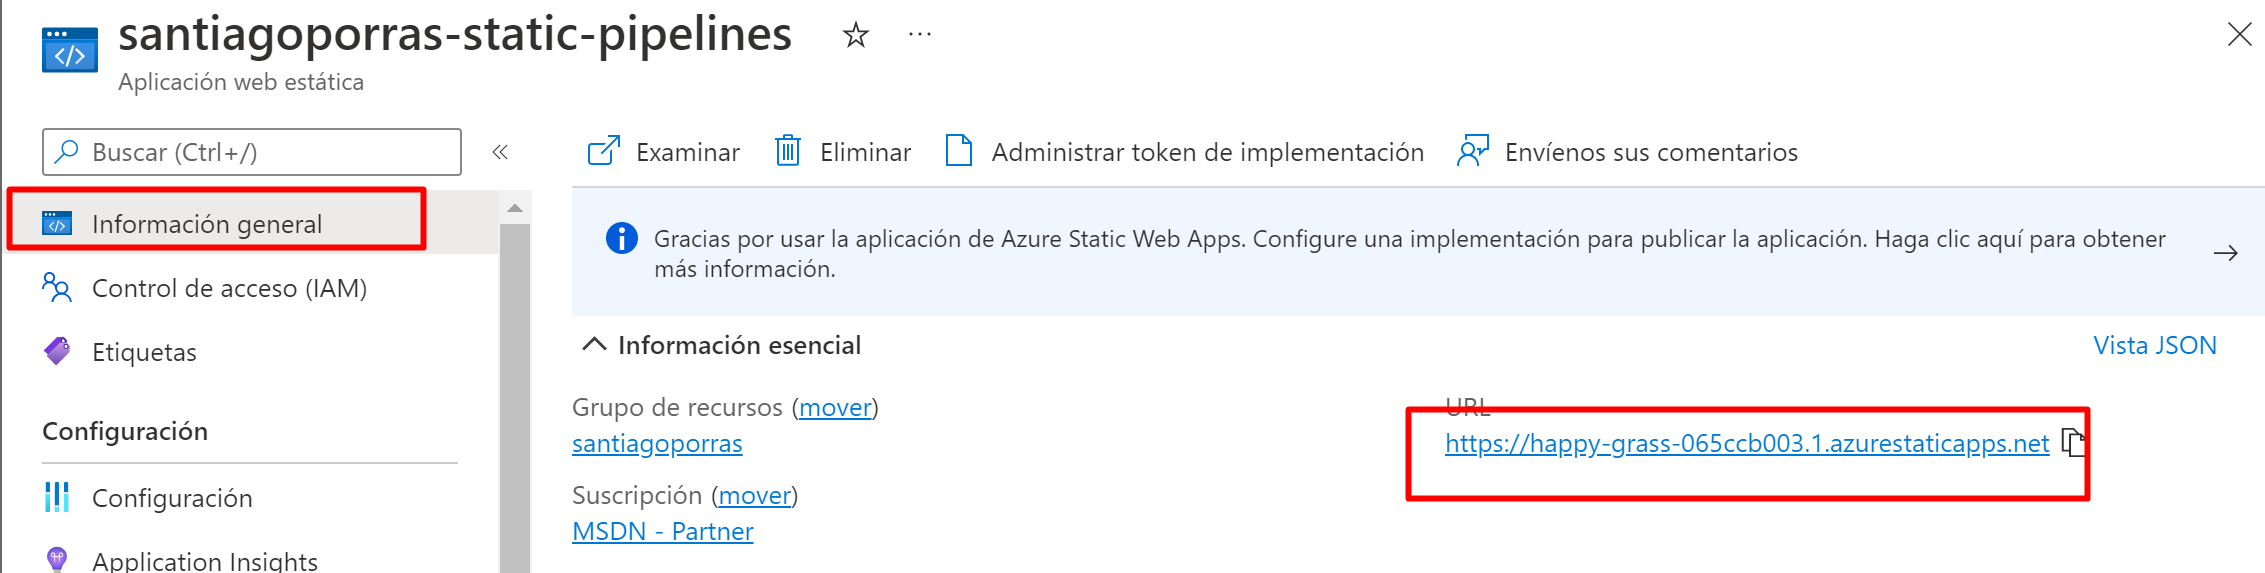 santiagoporras-static-pipelines
Aplicación web estática
Buscar (Ctrl+/)
Información general
Control de acceso (IAM)
Etiquetas
Configuración
Configuración
Application Insights
Examinar
Eliminar
Administrar token de implementación
Envíenos sus comentarios
Gracias por usar la aplicación de Azure Static Web Apps. Configure una implementación para publicar la aplicación. Haga clic aquí para obtener
más información.
Información esencial
Vista JSON
Grupo de recursos (mover)
santiagoporras
Suscripción (mover)
MSDN - Partner
URL
https://happy-grass-065ccb003.1.azurestaticapps.net